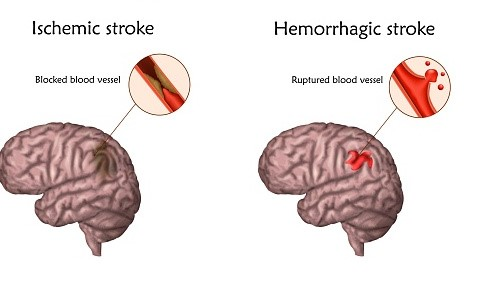 Ischemic stroke
Hemorrhagic stroke
Blocked blood vessel
Ruptured blood vessel